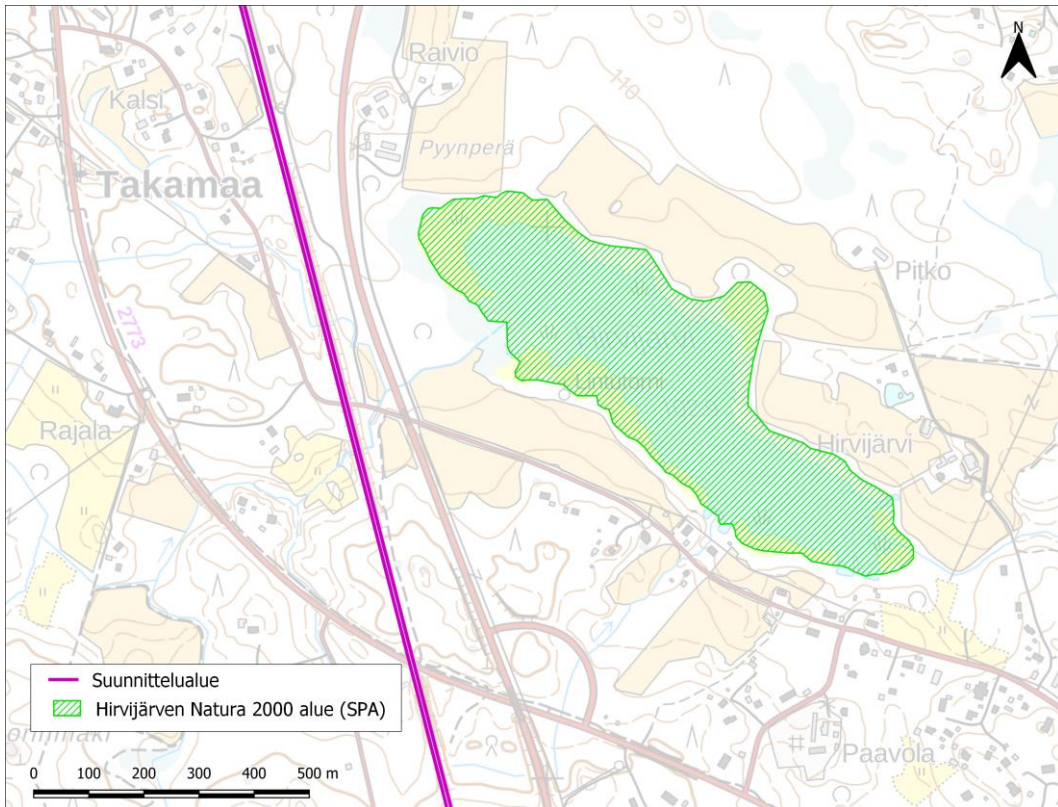 Raivio
N
Kalsi
110
Pyynperä
Takamaa
Pitko
2773
Lintummi
Rajala
Hirvijärvi
Suunnittelualue
Hirvijärven Natura 2000 alue (SPA)
Paavola
0 100 200 300 400 500 m